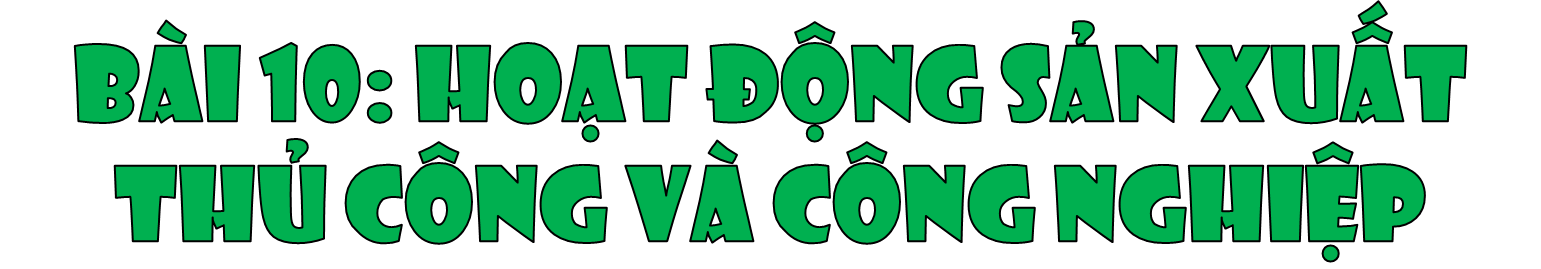 BÀI 10: HOẠT ĐỘNG SẢN XUẤT
THỦ CÔNG VÀ CÔNG NGHIỆP